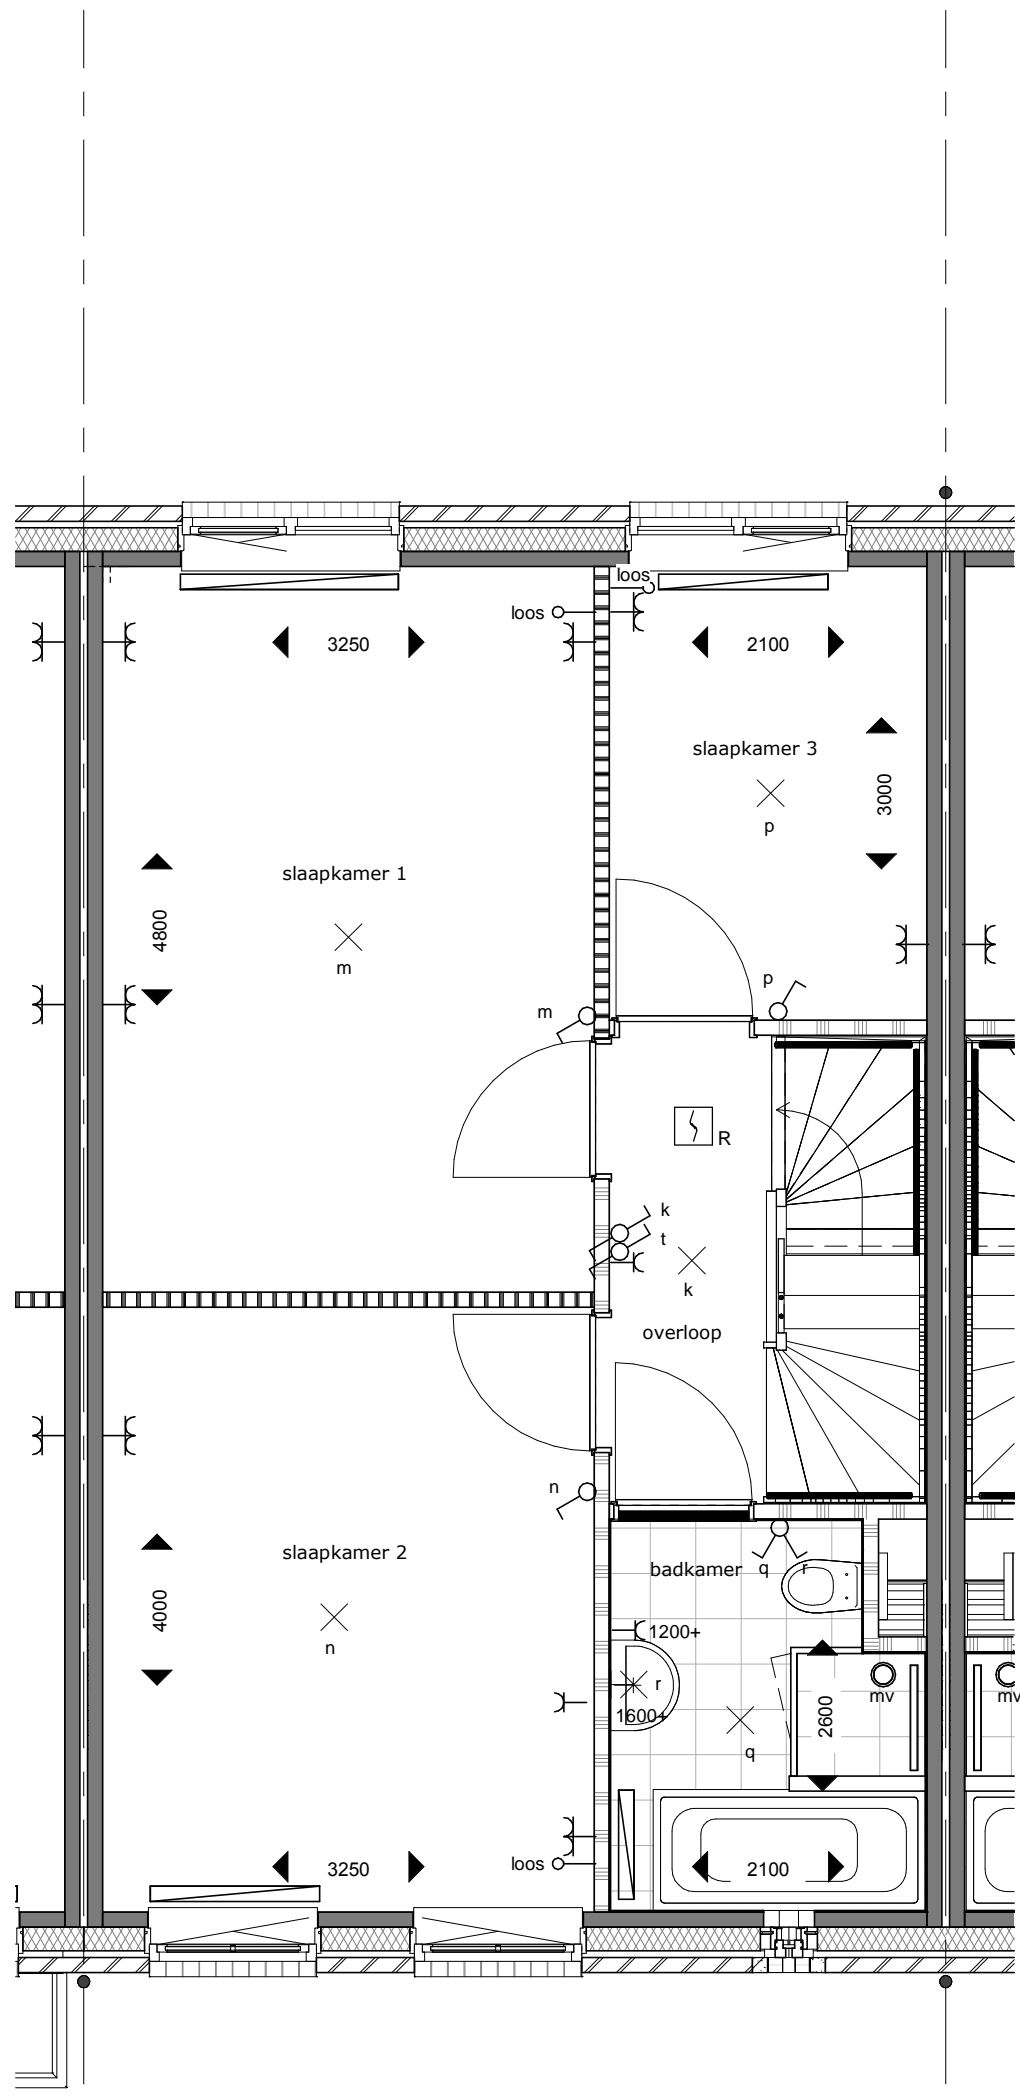 loos
loos
3250
2100
slaapkamer 3
p
3000
slaapkamer 1
m
4800
p
m
R
k
t
k
overloop
n
slaapkamer 2
n
4000
badkamer
q
r
1200+
r
1600+
q
2600
mv
mv
3250
loos
2100